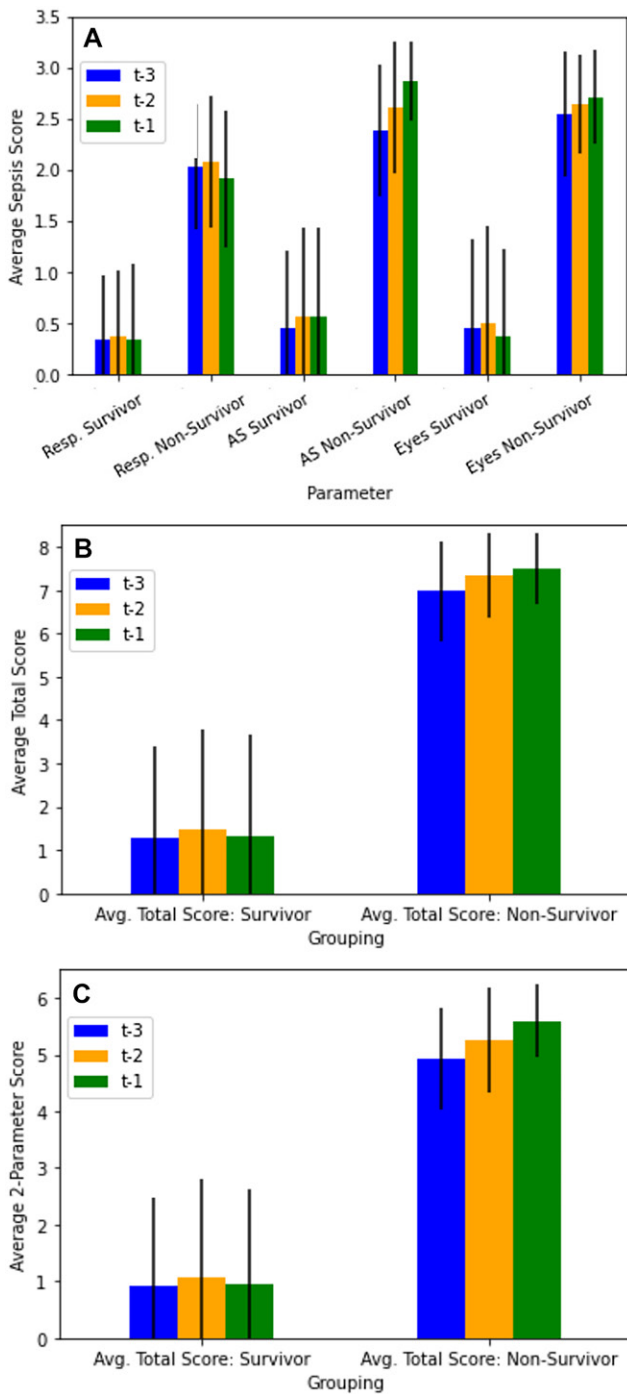 A
3.5
3.0
2.5
2.0
1.5
1.0
0.5
0.0
Average Sepsis Score
t-3
t-2
t-1
Resp. Survivor
Resp. Non-Survivor
AS Survivor
AS Non-Survivor
Eyes Survivor
Eyes Non-Survivor
Parameter
B
8
7
6
5
4
3
2
1
0
Average Total Score
t-3
t-2
t-1
Avg. Total Score: Survivor
Avg. Total Score: Non-Survivor
Grouping
C
6
5
4
3
2
1
0
Average 2-Parameter Score
t-3
t-2
t-1
Avg. Total Score: Survivor
Avg. Total Score: Non-Survivor
Grouping